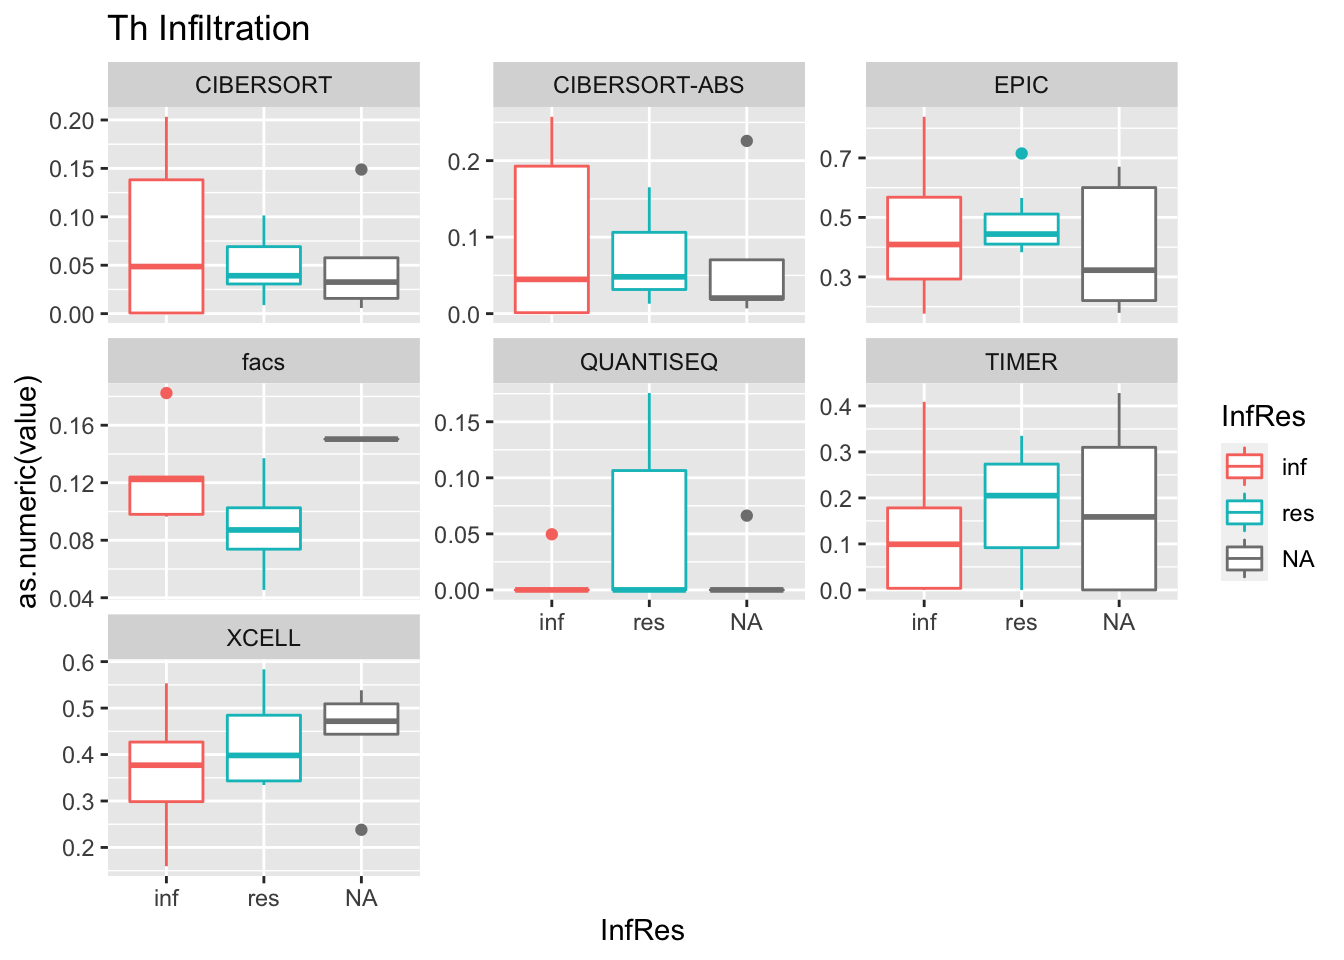 Th Infiltration
CIBERSORT
CIBERSORT-ABS
EPIC
0.20
0.15
0.10
0.05
0.00
0.2
0.1
0.0
0.7
0.5
0.3
facs
QUANTISEQ
TIMER
0.16
0.12
0.08
0.04
0.15
0.10
0.05
0.00
0.4
0.3
0.2
0.1
0.0
inf res NA
inf res NA
XCELL
0.6
0.5
0.4
0.3
0.2
inf res NA
as.numeric(value)
InfRes
InfRes
inf
res
NA